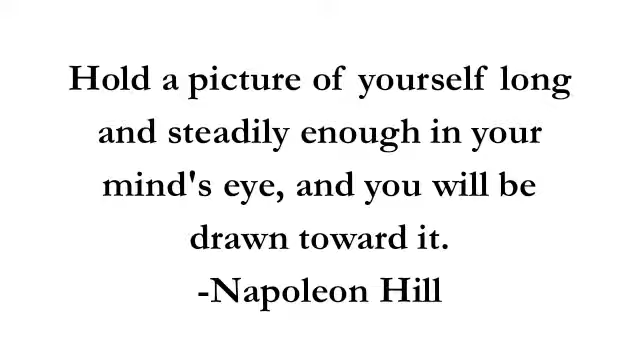 Hold a picture of yourself long
and steadily enough in your
mind's eye, and you will be
drawn toward it.
-Napoleon Hill